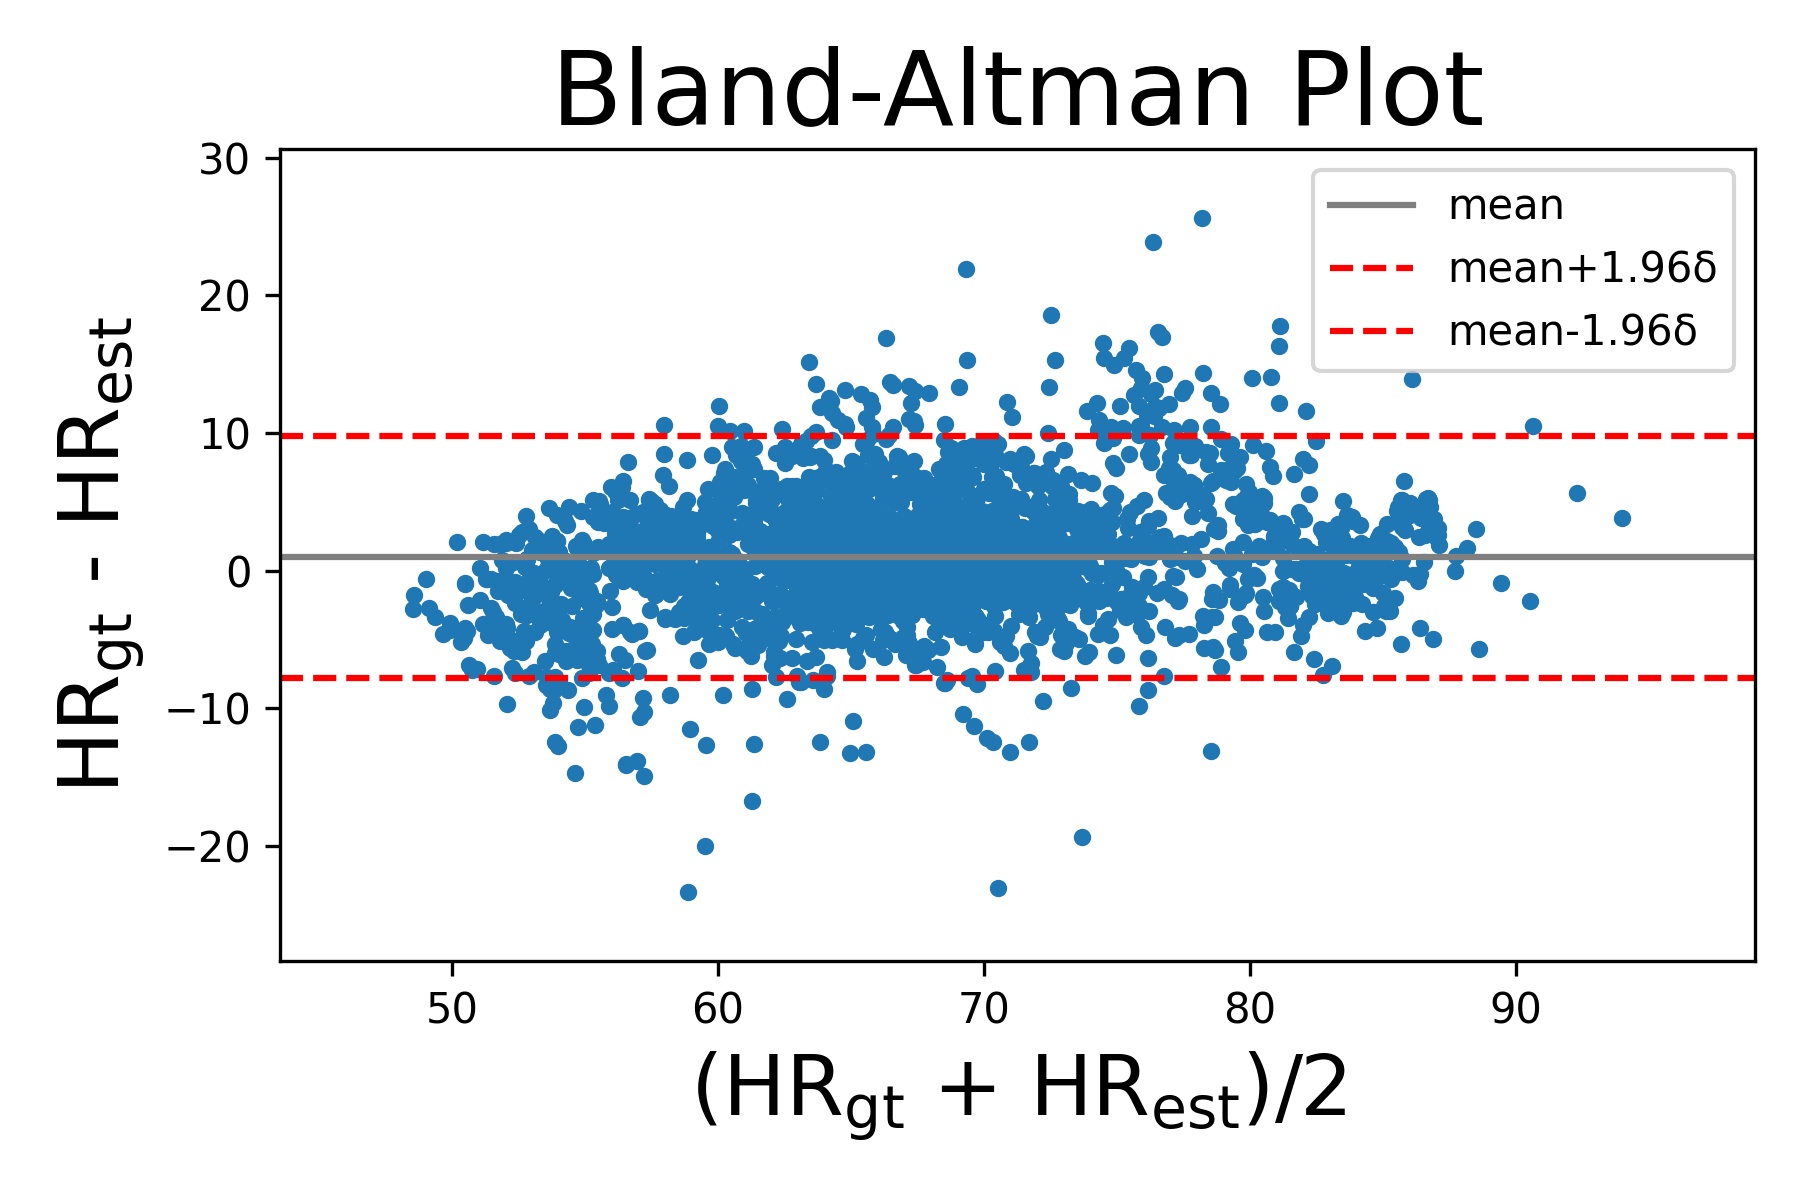 Bland-Altman Plot
30
20
10
0
−10
−20
HRgt - HRest
mean
mean+1.96δ
mean-1.96δ
50 60 70 80 90
(HRgt + HRest)/2